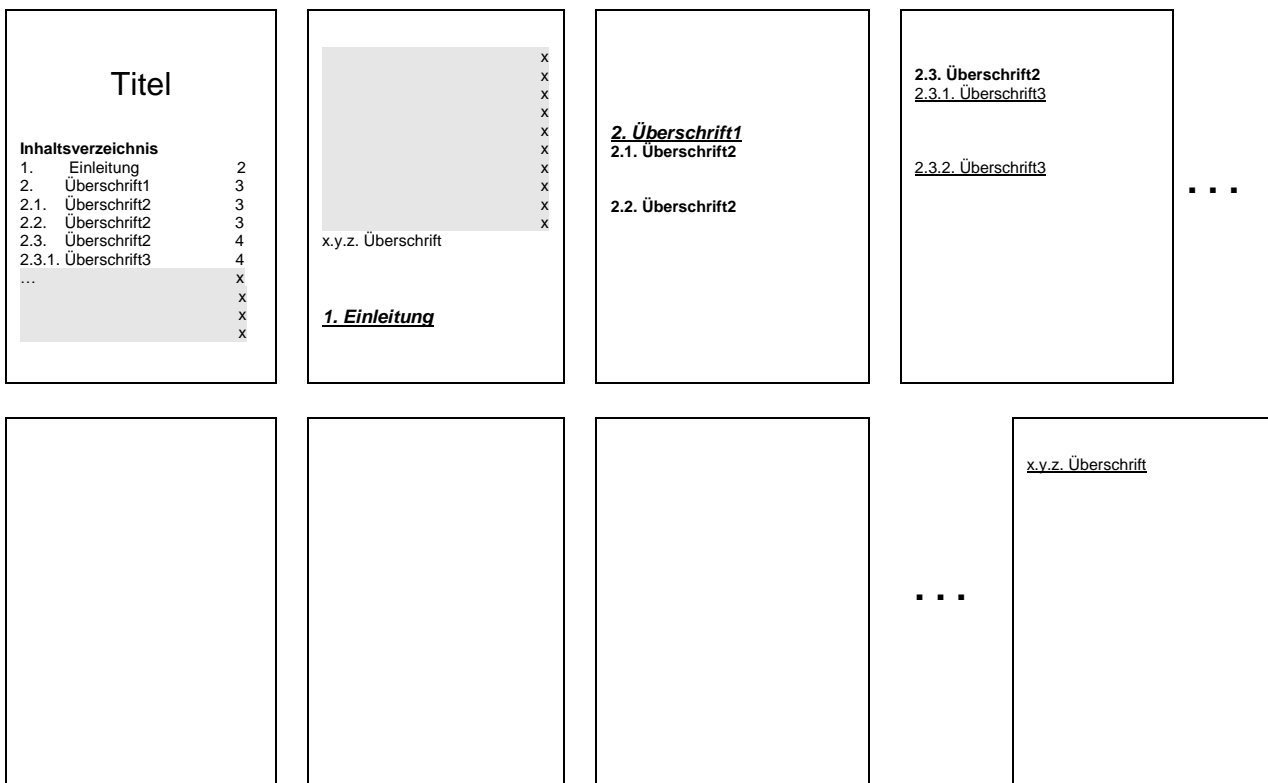 Titel
Inhaltsverzeichnis
1. Einleitung 2
2. Überschrift1 3
2.1. Überschrift2 3
2.2. Überschrift2 3
2.3. Überschrift2 4
2.3.1. Überschrift3 4
… x
x
x
x
x
x
x
x
x
x
x
x
x
x
x.y.z. Überschrift
1. Einleitung
2. Überschrift1
2.1. Überschrift2
2.2. Überschrift2
2.3. Überschrift2
2.3.1. Überschrift3
2.3.2. Überschrift3
. . .
. . .
x.y.z. Überschrift